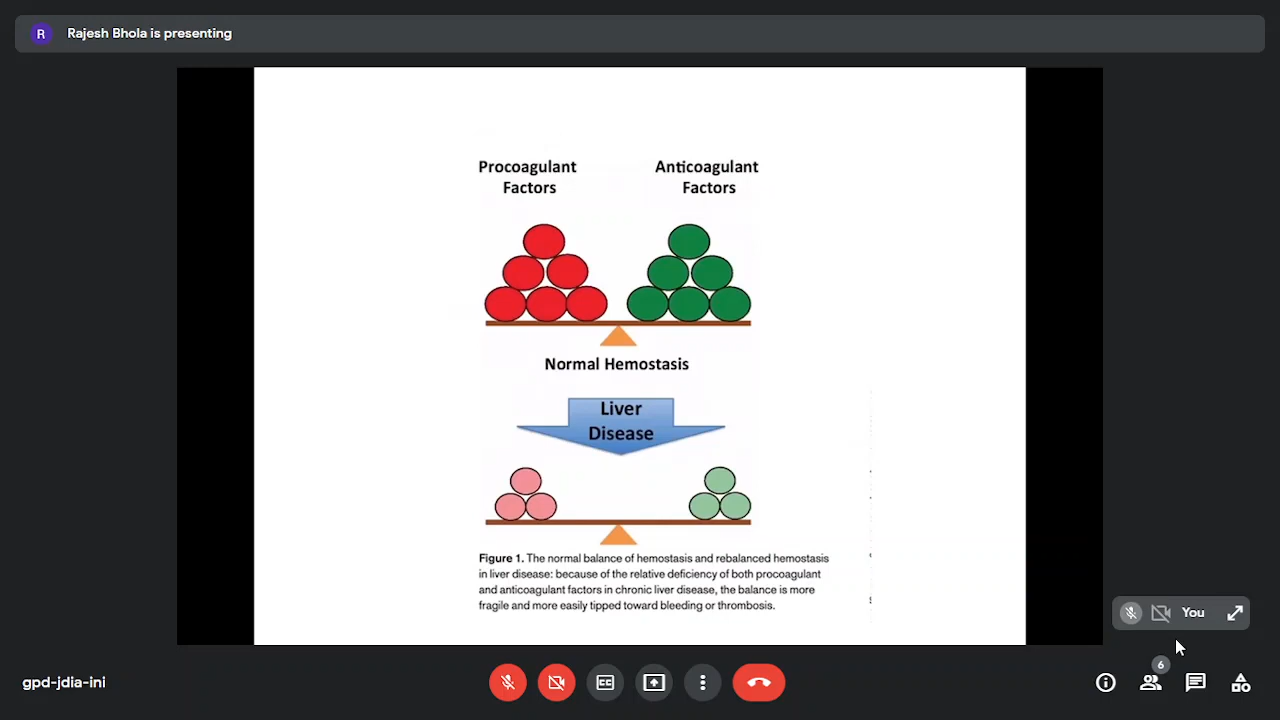 R
Rajesh Bhola is presenting
Procoagulant
Factors
Anticoagulant
Factors
Normal Hemostasis
Liver
Disease
Figure 1. The normal balance of hemostasis and rebalanced hemostasis
in liver disease: because of the relative deficiency of both procoagulant
and anticoagulant factors in chronic liver disease, the balance is more
fragile and more easily tipped toward bleeding or thrombosis.
You
gpd-jdia-ini
CC
6